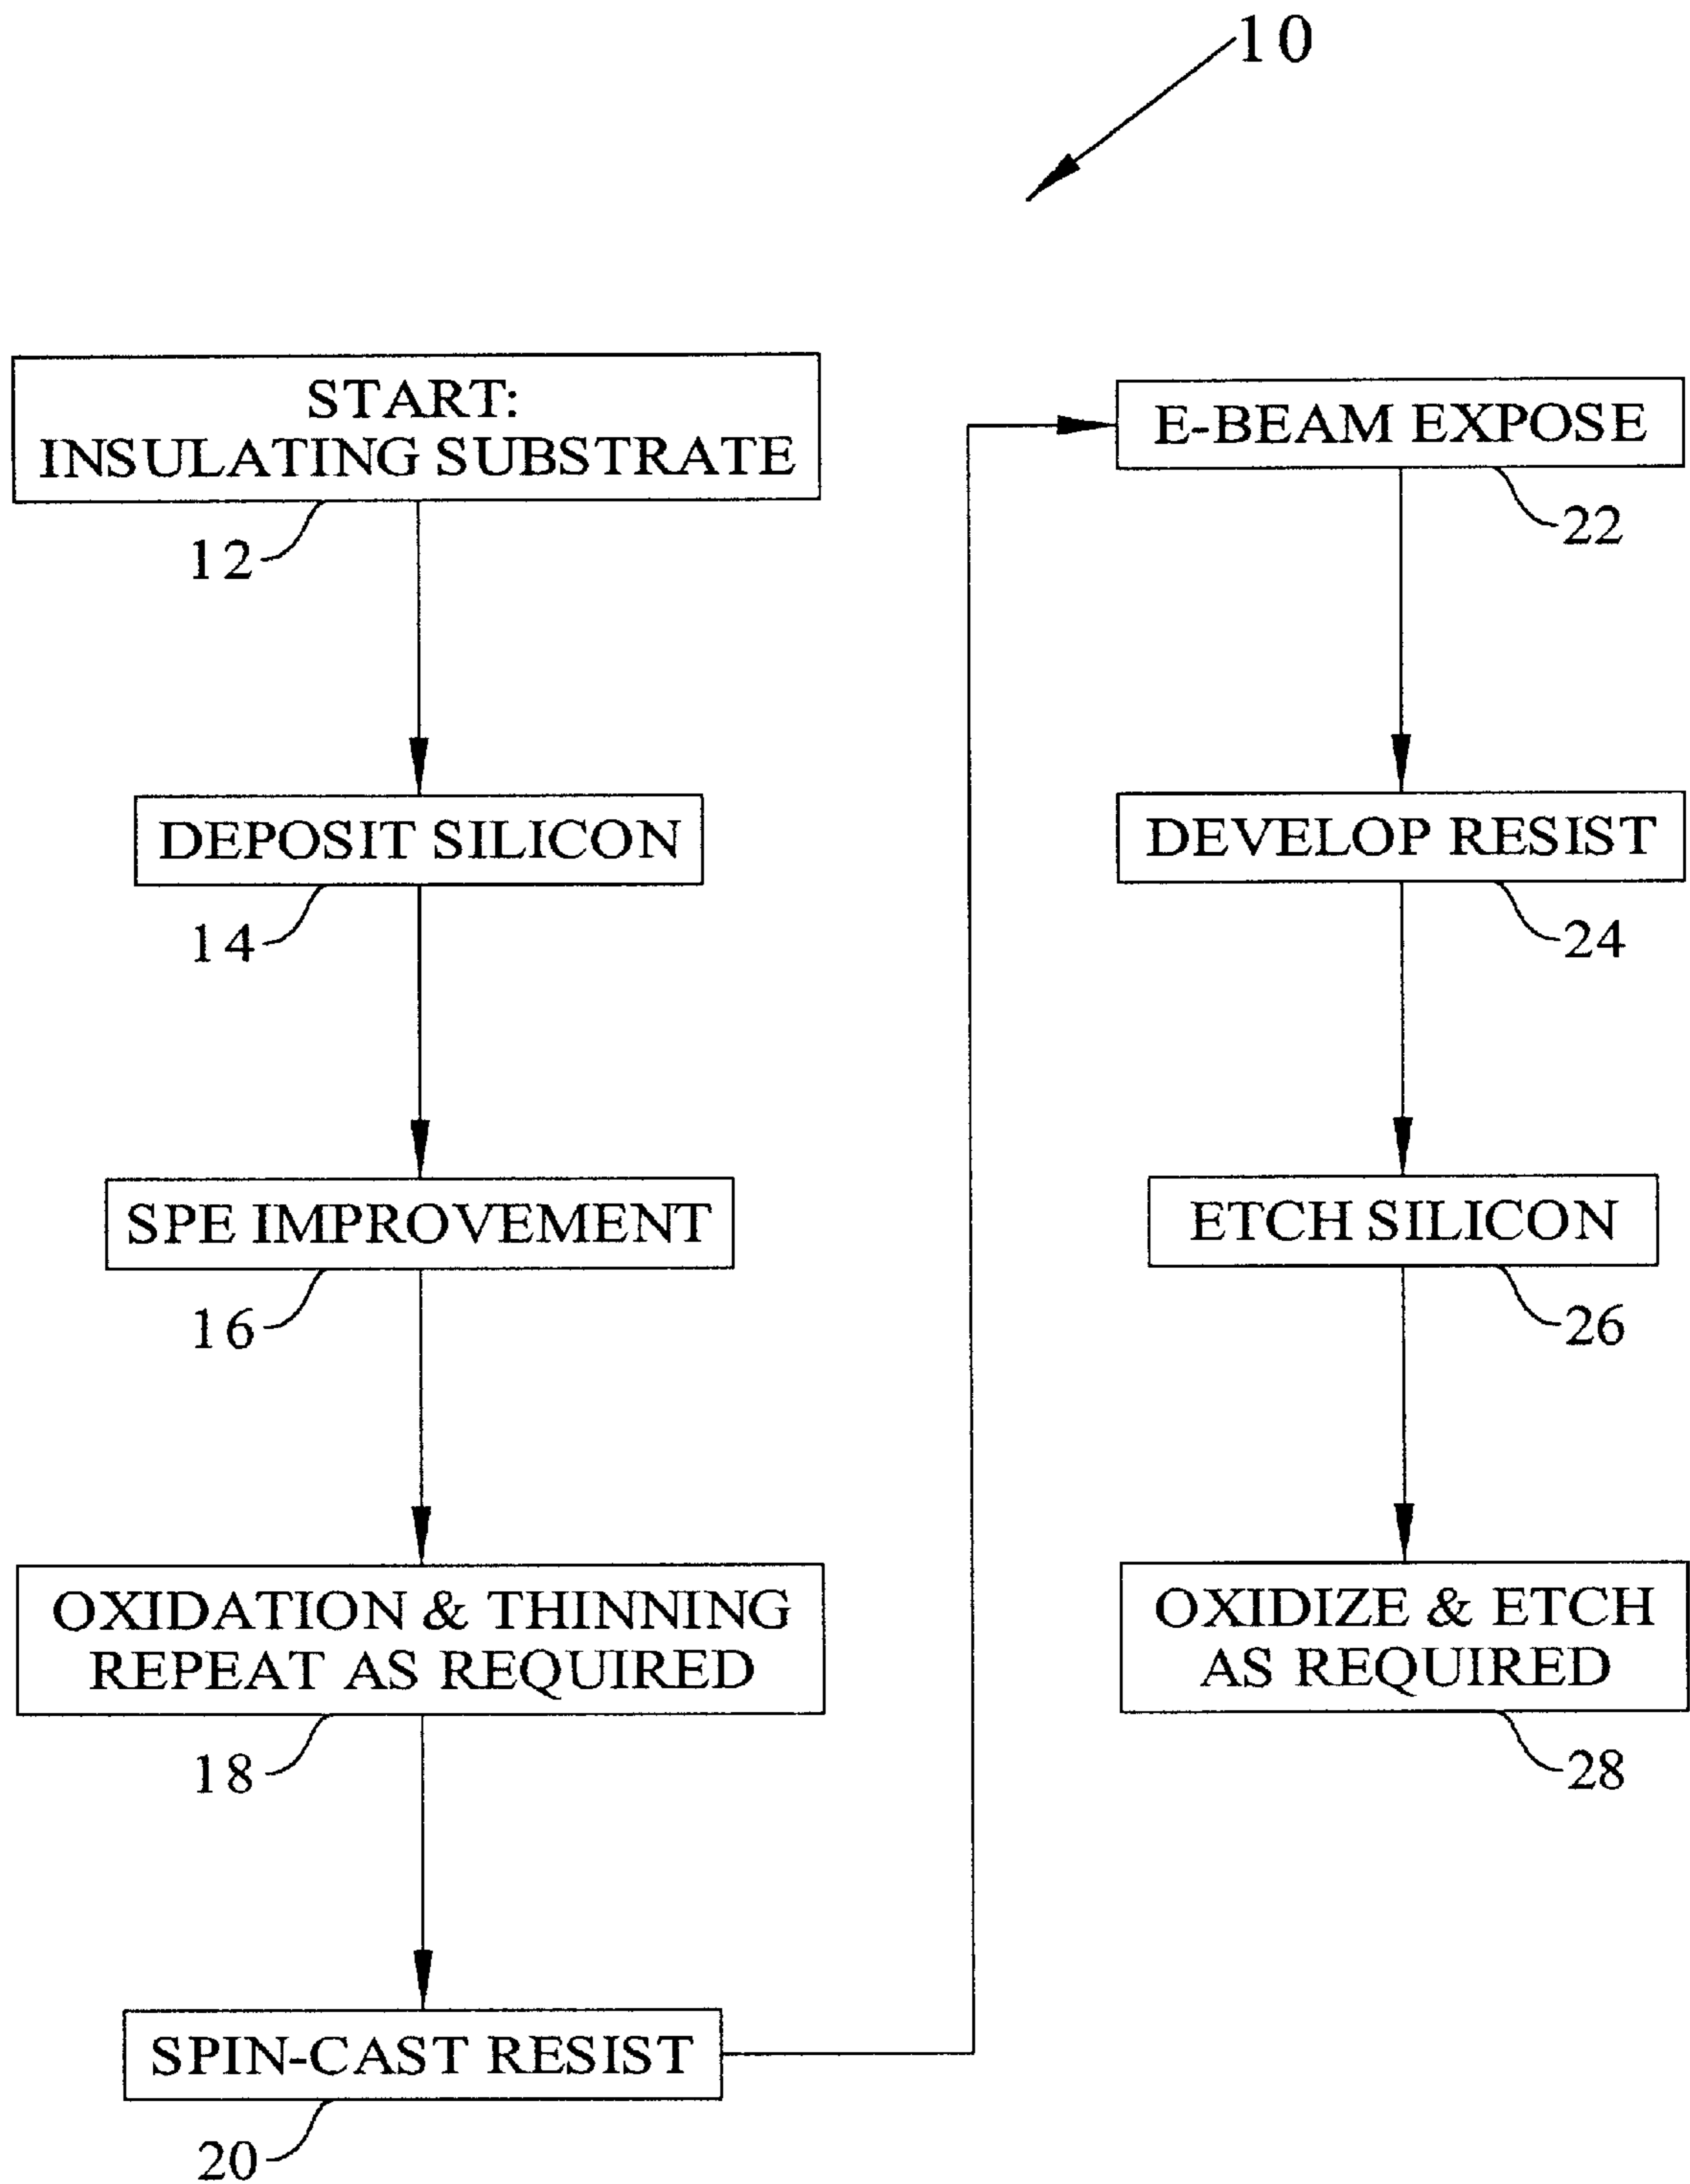 10
START:
INSULATING SUBSTRATE
12
DEPOSIT SILICON
14
SPE IMPROVEMENT
16
OXIDATION & THINNING
REPEAT AS REQUIRED
18
SPIN-CAST RESIST
20
E-BEAM EXPOSE
22
DEVELOP RESIST
24
ETCH SILICON
26
OXIDIZE & ETCH
AS REQUIRED
28